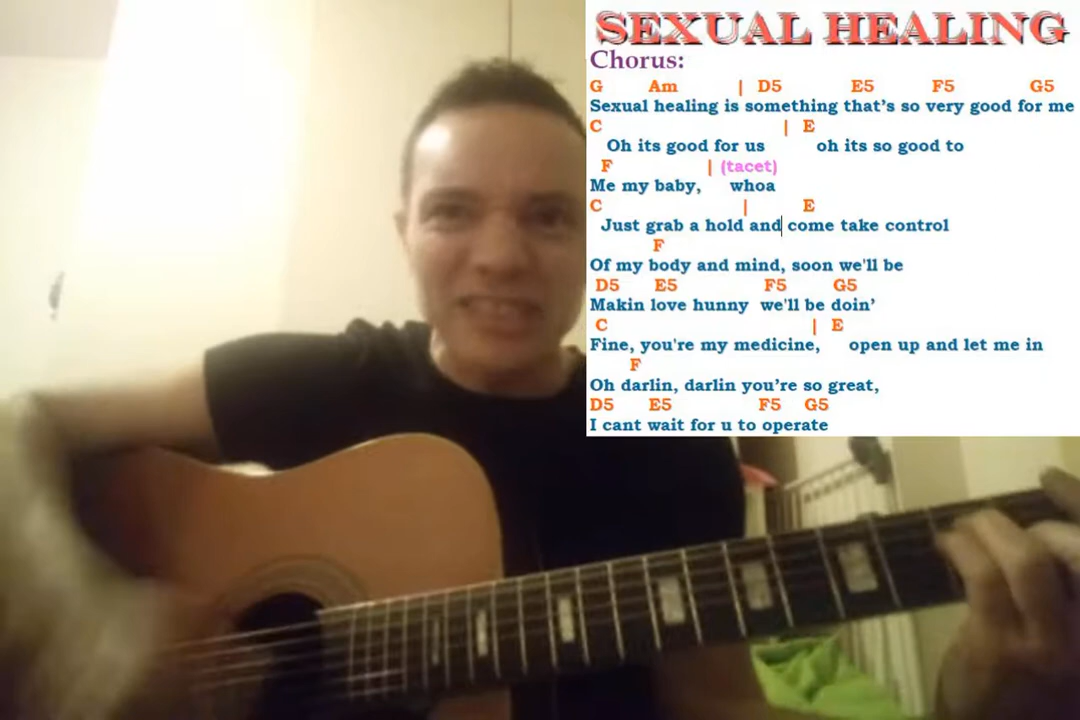 SEXUAL HEALING
Chorus:
G Am | D5 E5 F5 G5
Sexual healing is something that's so very good for me
C | E
Oh its good for us oh its so good to
F | (tacet)
Me my baby, whoa
C | E
Just grab a hold and come take control
F
Of my body and mind, soon we'll be
D5 E5 F5 G5
Makin love hunny we'll be doin’
C | E
Fine, you're my medicine, open up and let me in
F
Oh darlin, darlin you’re so great,
D5 E5 F5 G5
I cant wait for u to operate